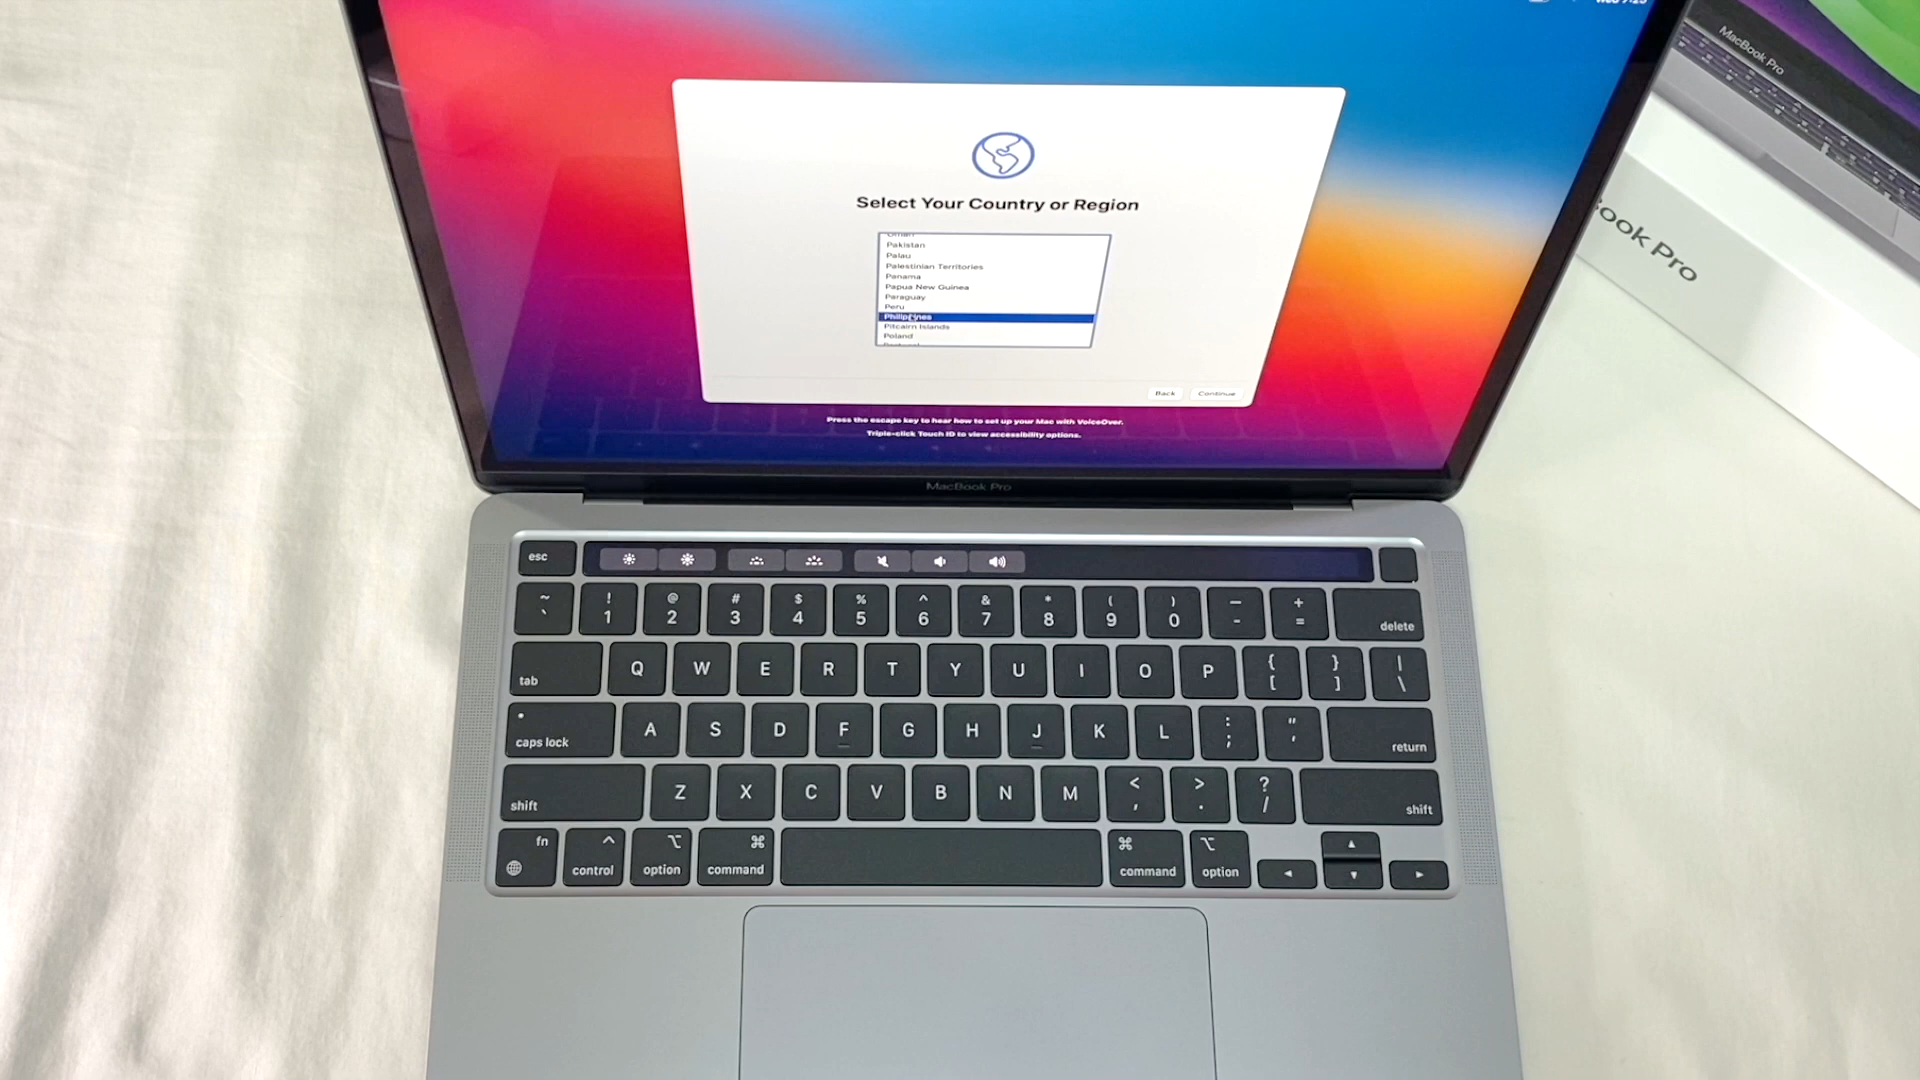 Select Your Country or Region
Oman
Pakistan
Palau
Palestinian Territories
Panama
Papua New Guinea
Paraguay
Peru
Philippines
Pitcairn Islands
Poland
Back Continue
Press the escape key to hear how to set up your Mac with VoiceOver.
Triple-click Touch ID to view accessibility options.
MacBook Pro
MacBook Pro
ook Pro
esc
~ ! @ # $ % ^ & * ( ) — +
` 1 2 3 4 5 6 7 8 9 0 - = delete
tab Q W E R T Y U I O P { [ } ] | \
caps lock A S D F G H J K L : ; " ' return
shift Z X C V B N M < , > . ? / shift
fn ^ ⌥ ⌘ ⌘ ⌥ ▲
control option command command option ◀ ▼ ▶